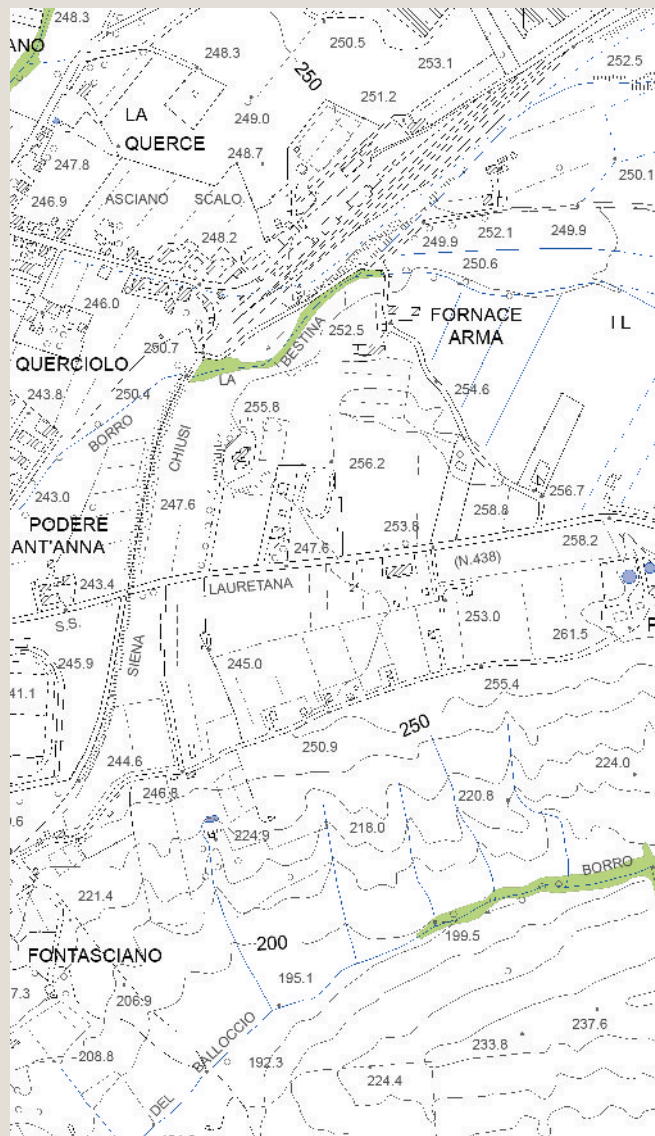 248.3
250.5
252.5
ANO
248.3
253.1
250
251.2
LA
QUERCE
249.0
247.8
248.7
250.1
246.9
ASCIANO SCALO
248.2
249.9
252.1
249.9
250.6
246.0
252.5
FORNACE
ARMA
IL
250.7
BESTINA
QUERCIOLO
LA
243.8
250.4
254.6
255.8
BORRO
CHIUSI
256.2
243.0
247.6
256.7
258.8
PODERE
ANT'ANNA
253.8
258.2
247.6
(N.438)
243.4
LAURETANA
S.S.
253.0
261.5
SIENA
245.9
245.0
41.1
255.4
250
250.9
244.6
224.0
246.8
220.8
218.0
224.9
BORRO
221.4
199.5
FONTASCIANO
200
195.1
7.3
206.9
237.6
BALLOCCIO
233.8
208.8
192.3
224.4
DEL